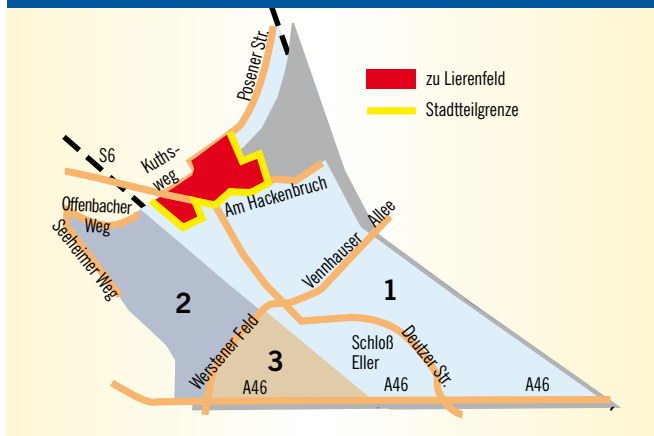 Posener Str.
zu Lierenfeld
Stadtteilgrenze
S6
Kuths-
weg
Am Hackenbruch
Offenbacher
Weg
Seeheimer Weg
Vennhauser Allee
1
2
Werstener Feld
3
Schloß
Eller
Deutzer Str.
A46
A46
A46